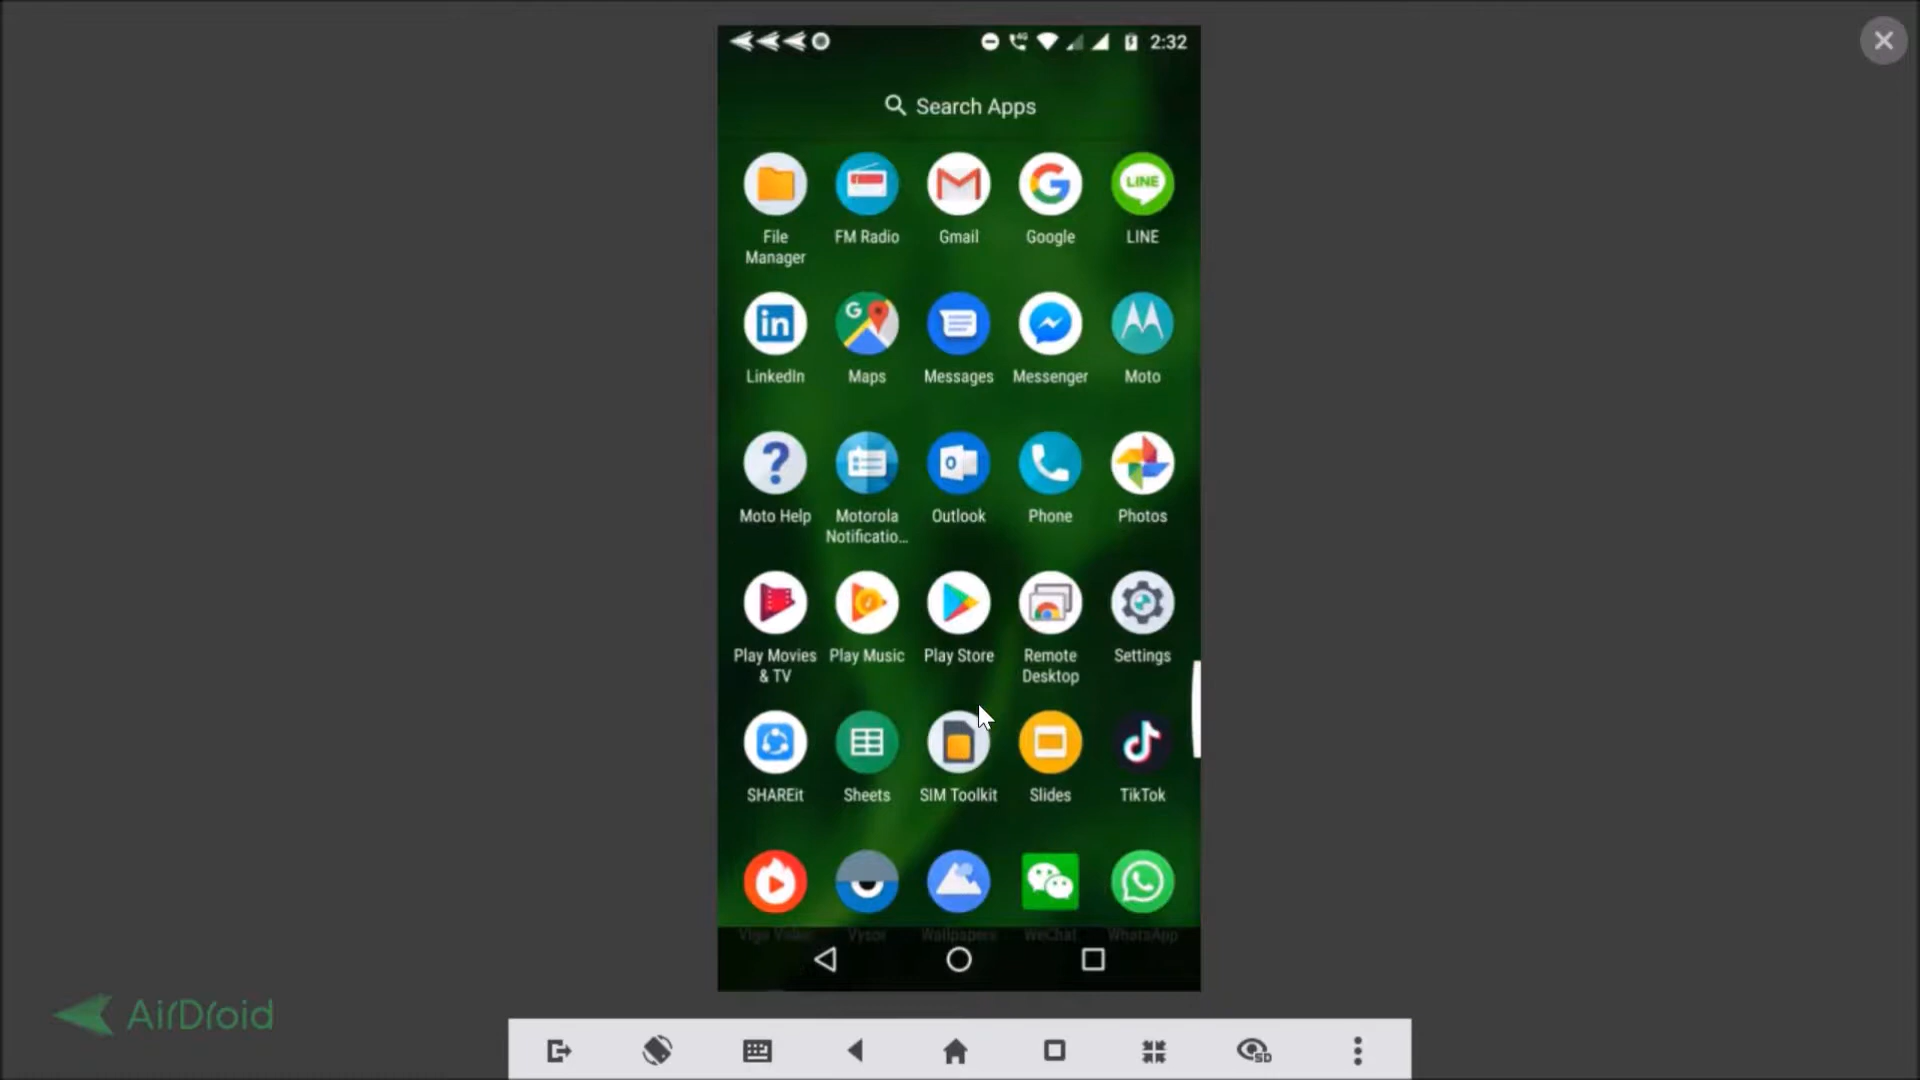 2:32
Search Apps
File Manager
FM Radio
Gmail
Google
LINE
LINE
LinkedIn
Maps
Messages
Messenger
Moto
Moto Help
Motorola Notificatio...
Outlook
Phone
Photos
Play Movies & TV
Play Music
Play Store
Remote Desktop
Settings
SHAREit
Sheets
SIM Toolkit
Slides
TikTok
Vigo Video
Vysor
Wallpapers
WeChat
WhatsApp
AirDroid
SD